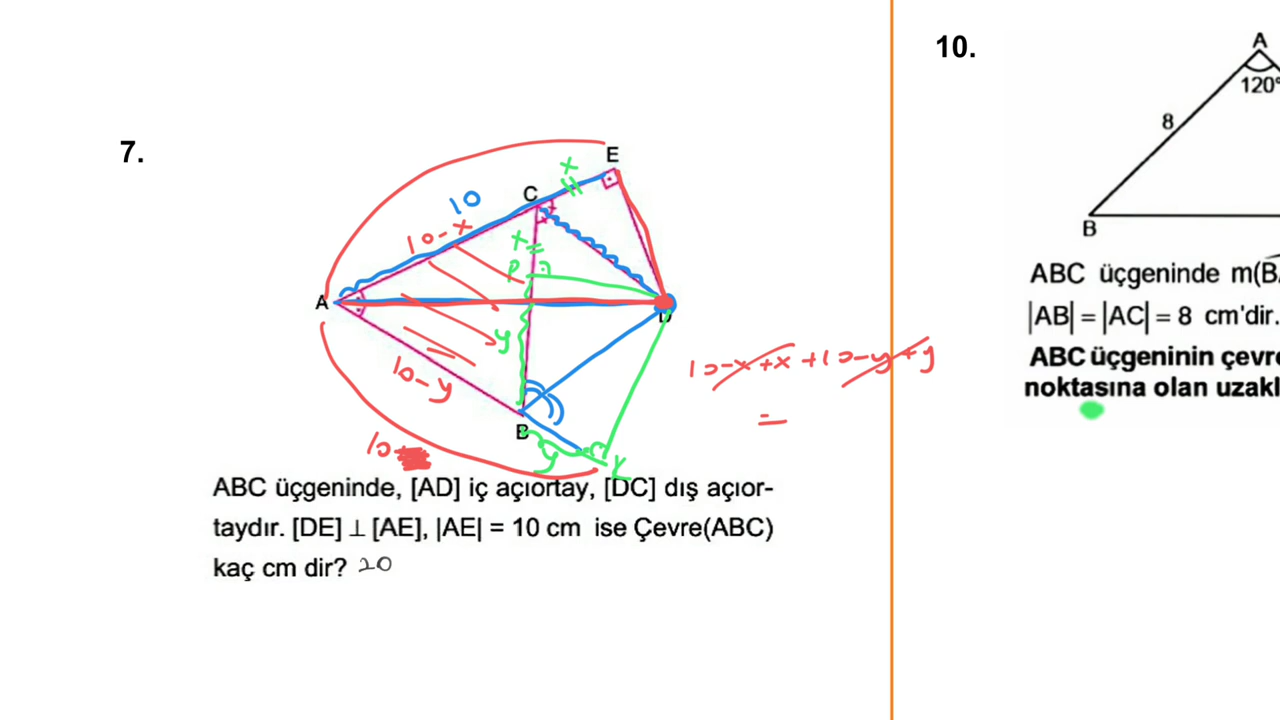 7.
E
x
C
10
10-x
x
P
A
D
y
10-y
10-x+x+10-y+y
=
B
10
y
K
ABC üçgeninde, [AD] iç açıortay, [DC] dış açıor-
taydır. [DE] ⊥ [AE], |AE| = 10 cm ise Çevre(ABC)
kaç cm dir? 20
10.
A
120°
8
B
ABC üçgeninde m(B
|AB| = |AC| = 8 cm'dir.
ABC üçgeninin çevre
noktasına olan uzakl